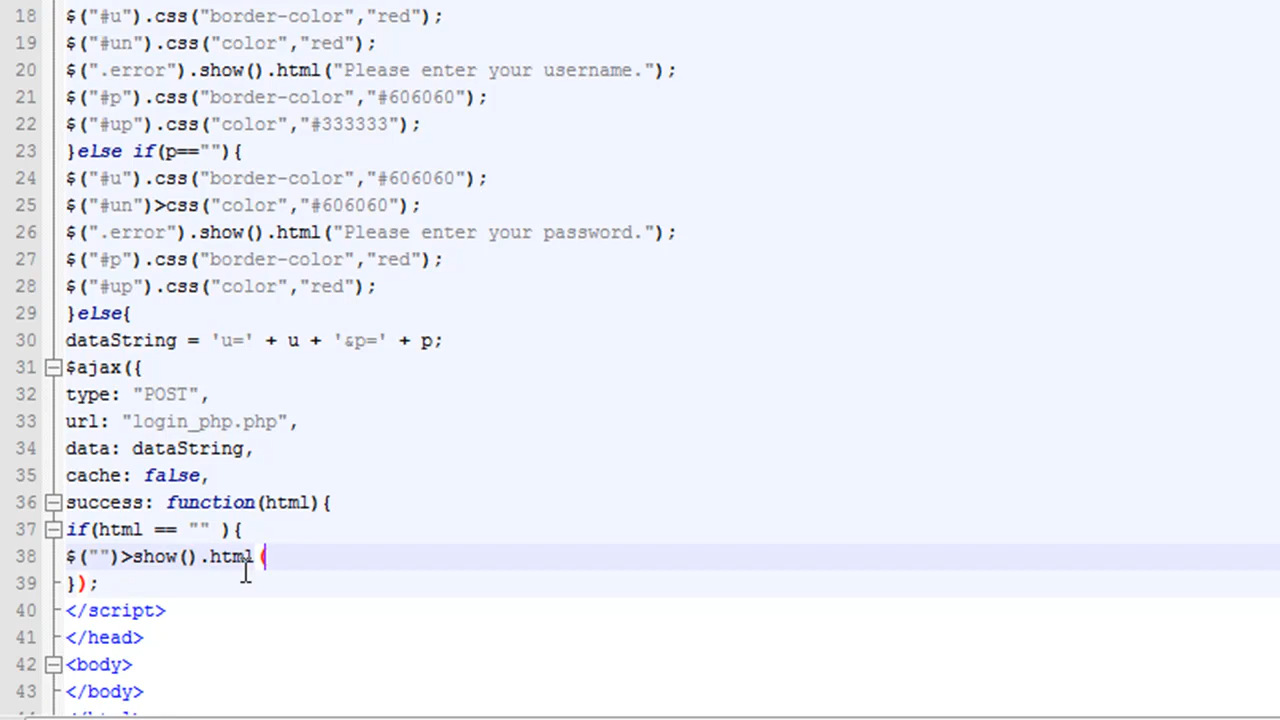 18 $("#u").css("border-color","red");
19 $("#un").css("color","red");
20 $(".error").show().html("Please enter your username.");
21 $("#p").css("border-color","#606060");
22 $("#up").css("color","#333333");
23 }else if(p==""){
24 $("#u").css("border-color","#606060");
25 $("#un")>css("color","#606060");
26 $(".error").show().html("Please enter your password.");
27 $("#p").css("border-color","red");
28 $("#up").css("color","red");
29 }else{
30 dataString = 'u=' + u + '&p=' + p;
31 $ajax({
32 type: "POST",
33 url: "login_php.php",
34 data: dataString,
35 cache: false,
36 success: function(html){
37 if(html == "" ){
38 $("")>show().html(
39 });
40 </script>
41 </head>
42 <body>
43 </body>